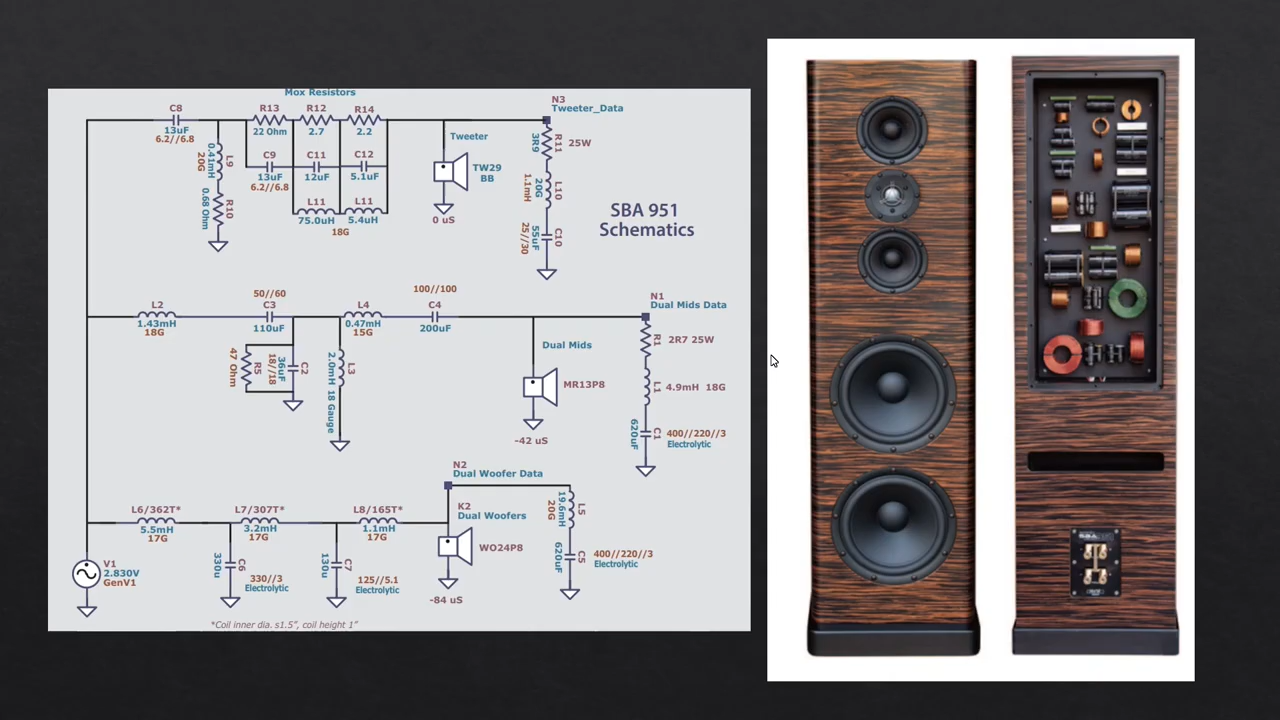 Mox Resistors
C8
13uF
6.2//6.8
R13
22 Ohm
R12
2.7
R14
2.2
N3
Tweeter_Data
R11
3R9
25W
L9
0.41mH
20G
C9
13uF
6.2//6.8
C11
12uF
C12
5.1uF
Tweeter
TW29
BB
0 uS
L10
20G
1.1mH
R10
0.68 Ohm
L11
75.0uH
L11
5.4uH
18G
C10
55uF
25//30
SBA 951
Schematics
L2
1.43mH
18G
50//60
C3
110uF
L4
0.47mH
15G
100//100
C4
200uF
N1
Dual Mids Data
R1
2R7 25W
47 Ohm
R5
C2
36uF
18//18
L3
2.0mH 18 Gauge
Dual Mids
MR13P8
-42 uS
L1
4.9mH 18G
C1
620uF
400//220//3
Electrolytic
N2
Dual Woofer Data
L6/362T*
5.5mH
17G
L7/307T*
3.2mH
17G
L8/165T*
1.1mH
17G
K2
Dual Woofers
WO24P8
-84 uS
L5
19.6mH
20G
C5
620uF
400//220//3
Electrolytic
C6
330u
330//3
Electrolytic
C7
130u
125//5.1
Electrolytic
V1
2.830V
GenV1
*Coil inner dia. s1.5", coil height 1"